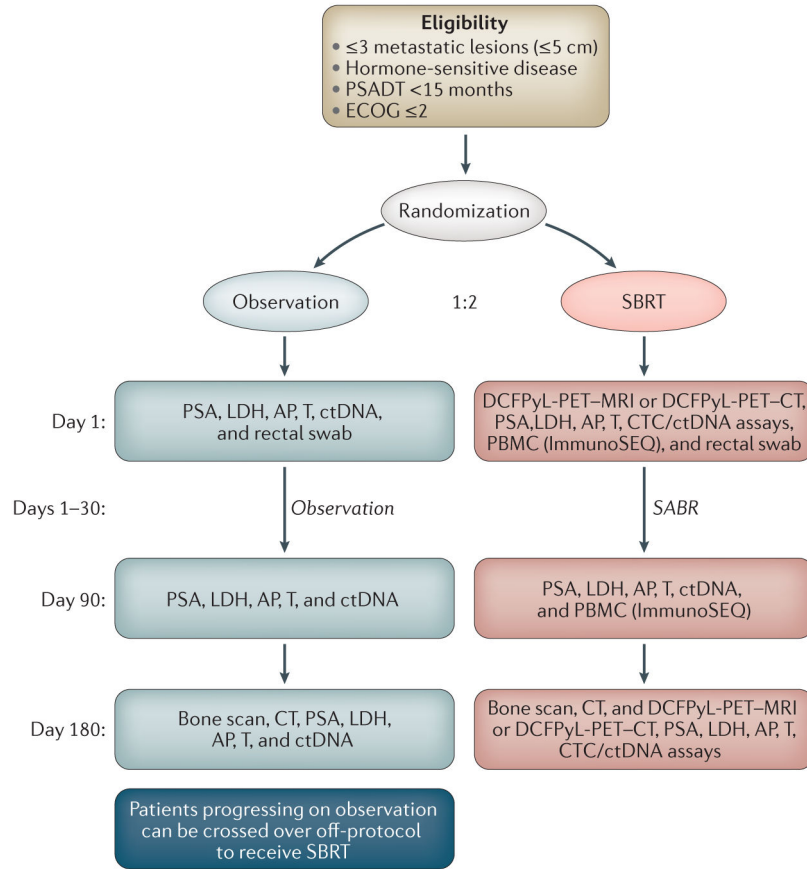 Eligibility
• ≤3 metastatic lesions (≤5 cm)
• Hormone-sensitive disease
• PSADT <15 months
• ECOG ≤2
Randomization
Observation
1:2
SBRT
Day 1:
PSA, LDH, AP, T, ctDNA,
and rectal swab
DCFPyL-PET–MRI or DCFPyL-PET–CT,
PSA,LDH, AP, T, CTC/ctDNA assays,
PBMC (ImmunoSEQ), and rectal swab
Days 1–30:
Observation
SABR
Day 90:
PSA, LDH, AP, T, and ctDNA
PSA, LDH, AP, T, ctDNA,
and PBMC (ImmunoSEQ)
Day 180:
Bone scan, CT, PSA, LDH,
AP, T, and ctDNA
Bone scan, CT, and DCFPyL-PET–MRI
or DCFPyL-PET–CT, PSA, LDH, AP, T,
CTC/ctDNA assays
Patients progressing on observation
can be crossed over off-protocol
to receive SBRT